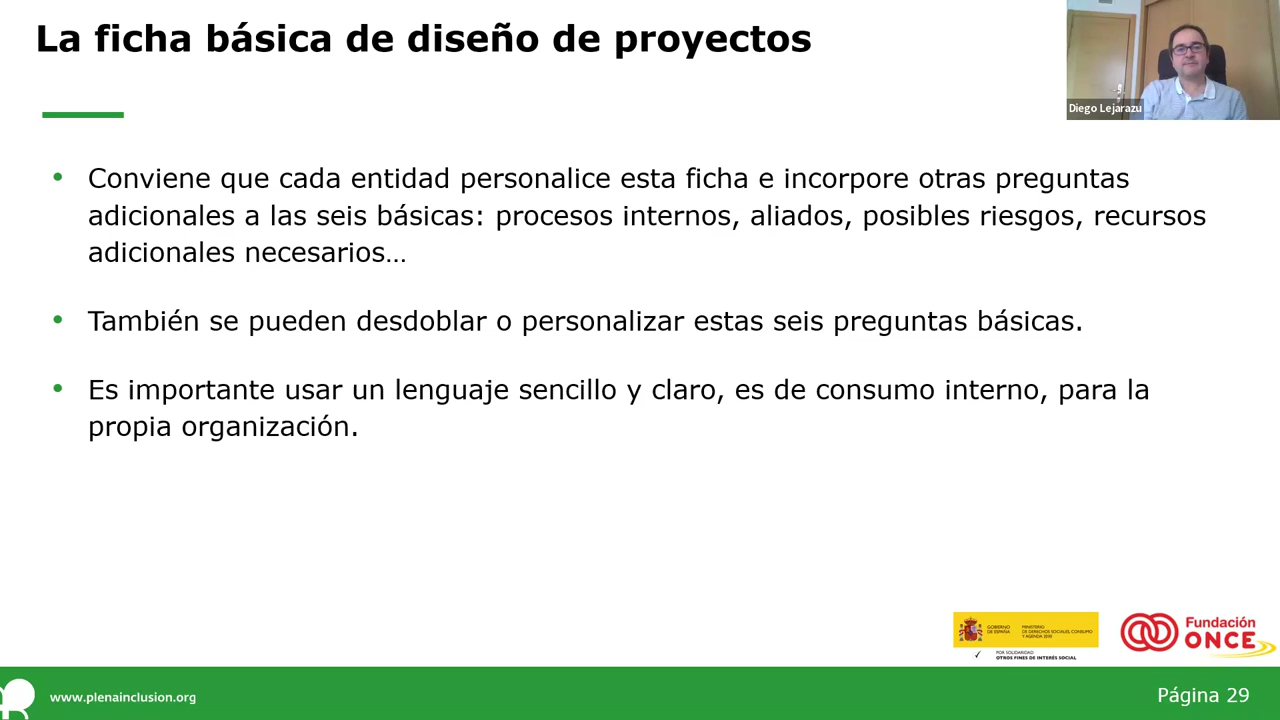 La ficha básica de diseño de proyectos
Diego Lejarazu
• Conviene que cada entidad personalice esta ficha e incorpore otras preguntas
adicionales a las seis básicas: procesos internos, aliados, posibles riesgos, recursos
adicionales necesarios…
• También se pueden desdoblar o personalizar estas seis preguntas básicas.
• Es importante usar un lenguaje sencillo y claro, es de consumo interno, para la
propia organización.
GOBIERNO
DE ESPAÑA
MINISTERIO
DE DERECHOS SOCIALES, CONSUMO
Y AGENDA 2030
POR SOLIDARIDAD
OTROS FINES DE INTERÉS SOCIAL
Fundación
ONCE
www.plenainclusion.org
Página 29